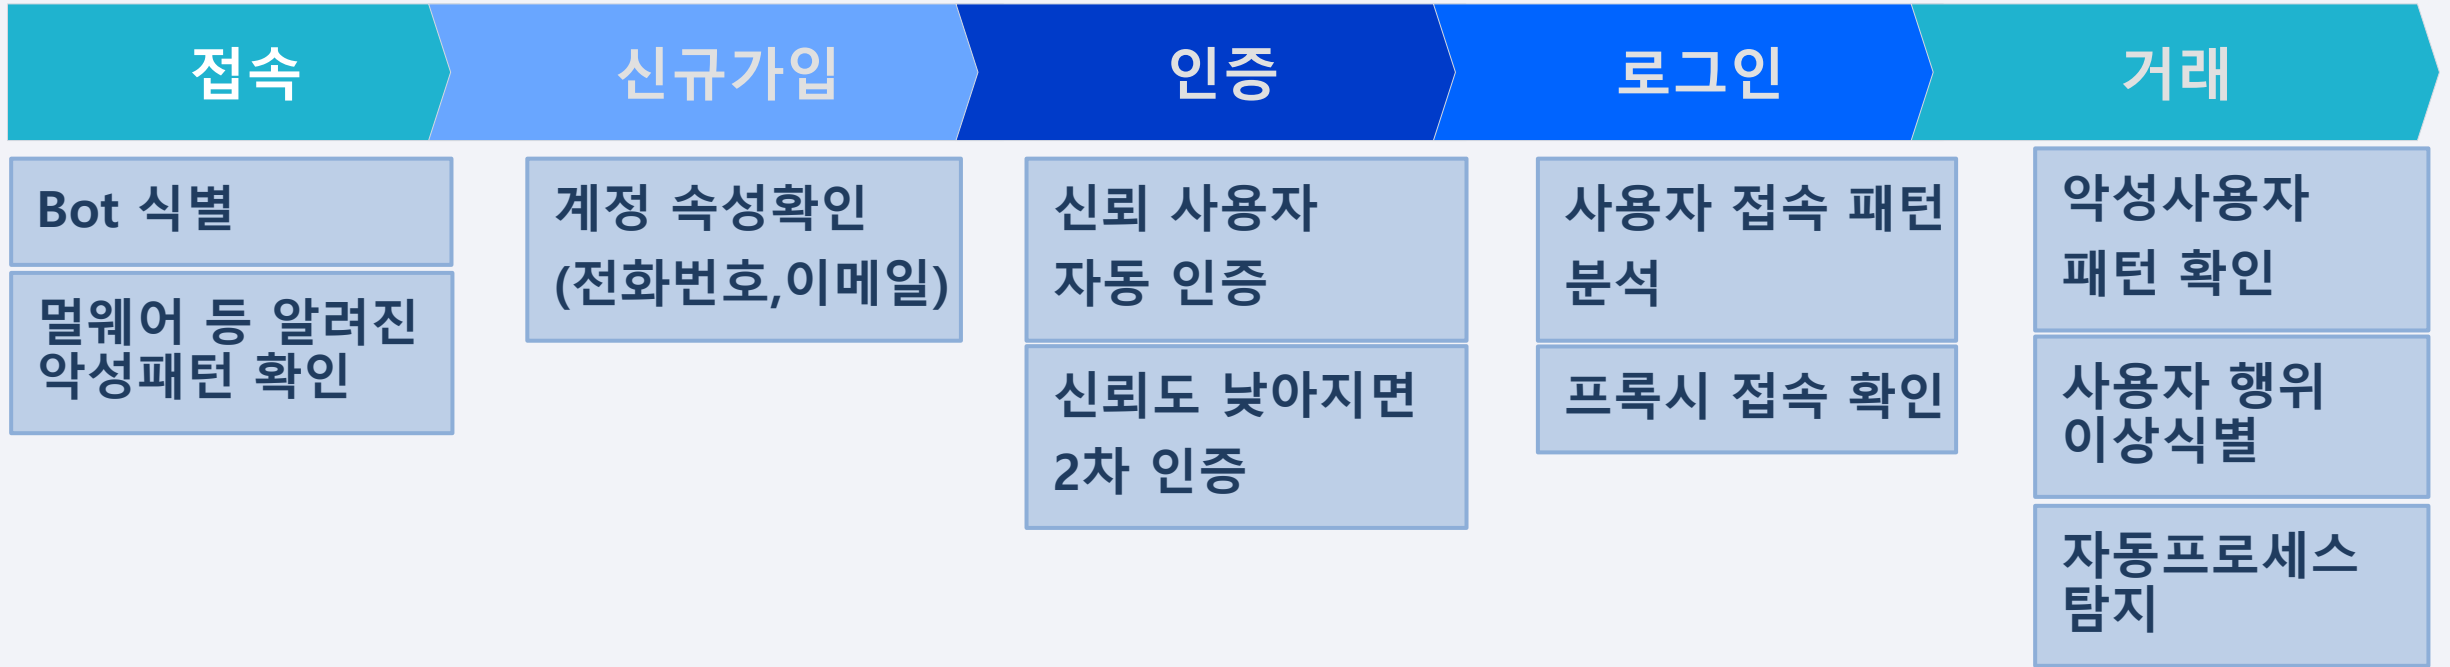 접속
신규가입
인증
로그인
거래
Bot 식별
멀웨어 등 알려진
악성패턴 확인
계정 속성확인
(전화번호,이메일)
신뢰 사용자
자동 인증
신뢰도 낮아지면
2차 인증
사용자 접속 패턴
분석
프록시 접속 확인
악성사용자
패턴 확인
사용자 행위
이상식별
자동프로세스
탐지